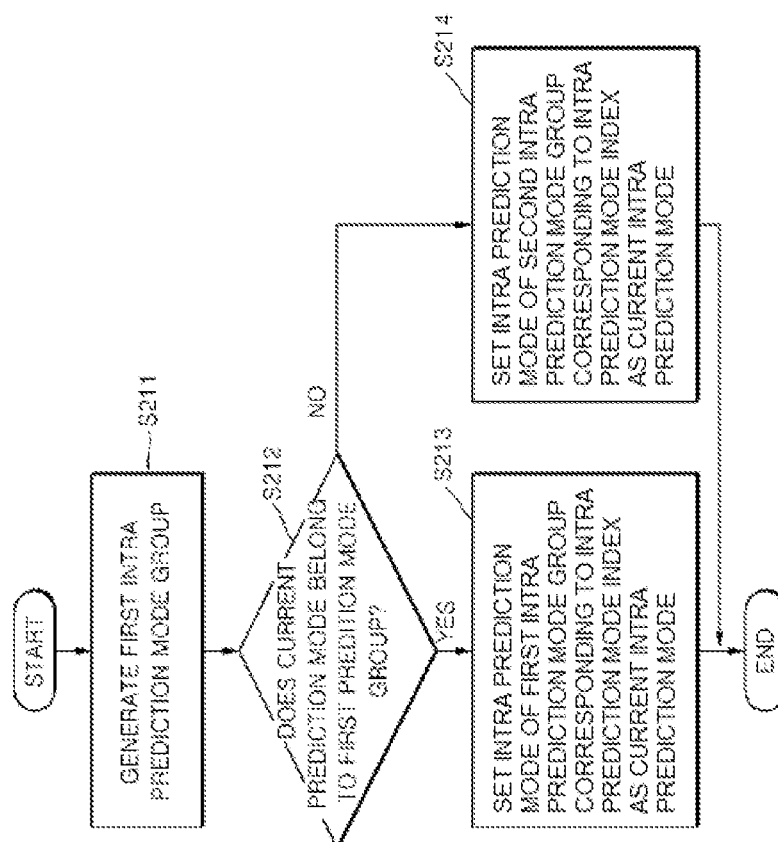 START
GENERATE FIRST INTRA
PREDICTION MODE GROUP
S211
DOES CURRENT
PREDICTION MODE BELONG
TO FIRST PREDITION MODE
GROUP?
S212
NO
YES
SET INTRA PREDICTION
MODE OF FIRST INTRA
PREDICTION MODE GROUP
CORRESPONDING TO INTRA
PREDICTION MODE INDEX
AS CURRENT INTRA
PREDICTION MODE
S213
SET INTRA PREDICTION
MODE OF SECOND INTRA
PREDICTION MODE GROUP
CORRESPONDING TO INTRA
PREDICTION MODE INDEX
AS CURRENT INTRA
PREDICTION MODE
S214
END